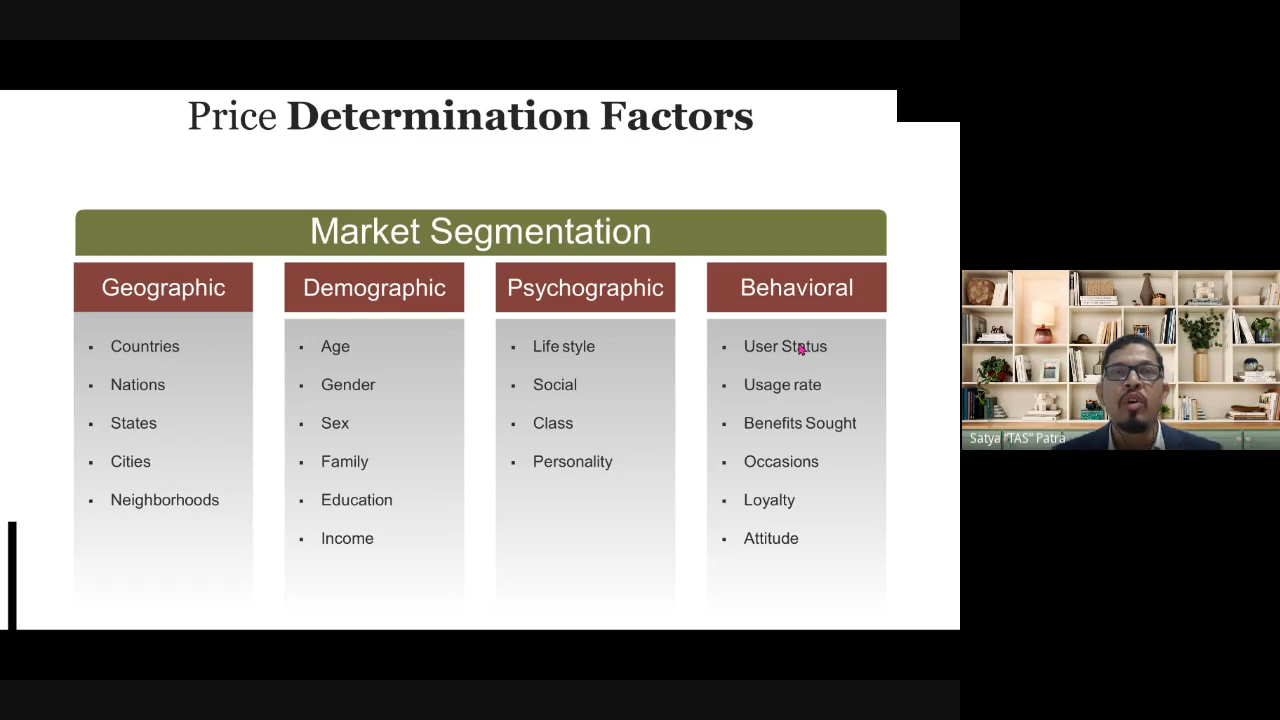 Price Determination Factors
Market Segmentation
Geographic
Countries
Nations
States
Cities
Neighborhoods
Demographic
Age
Gender
Sex
Family
Education
Income
Psychographic
Life style
Social
Class
Personality
Behavioral
User Status
Usage rate
Benefits Sought
Occasions
Loyalty
Attitude
Satya "TAS" Patra